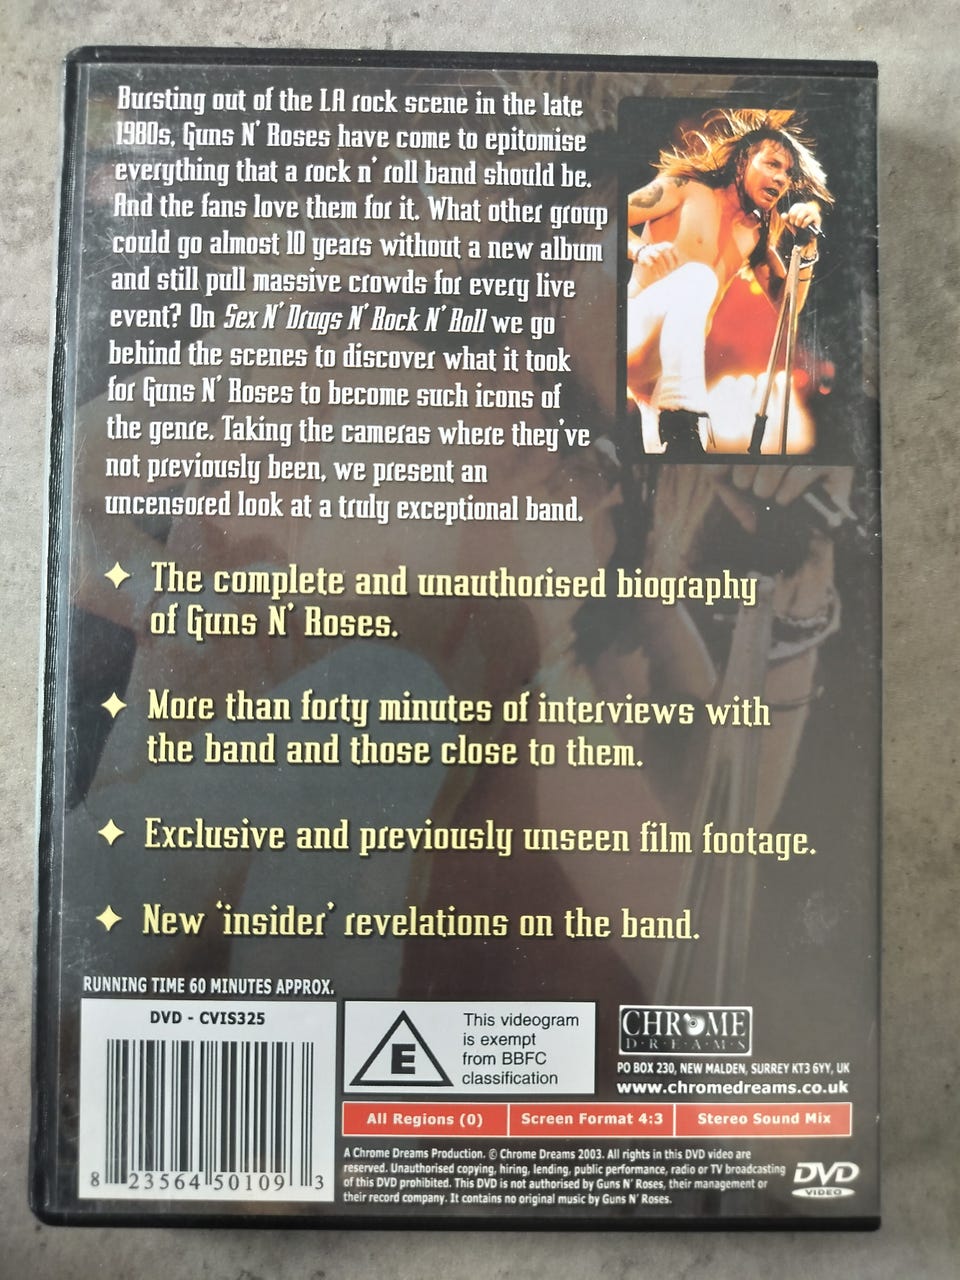 Bursting out of the LA rock scene in the late
1980s, Guns N' Roses have come to epitomise
everything that a rock n' roll band should be.
And the fans love them for it. What other group
could go almost 10 years without a new album
and still pull massive crowds for every live
event? On Sex N' Drugs N' Rock N' Roll we go
behind the scenes to discover what it took
for Guns N' Roses to become such icons of
the genre. Taking the cameras where they've
not previously been, we present an
uncensored look at a truly exceptional band.
The complete and unauthorised biography
of Guns N' Roses.
More than forty minutes of interviews with
the band and those close to them.
Exclusive and previously unseen film footage.
New 'insider' revelations on the band.
RUNNING TIME 60 MINUTES APPROX.
DVD - CVIS325
8 23564 50109 3
E
This videogram
is exempt
from BBFC
classification
CHROME
D·R·E·A·M·S
PO BOX 230, NEW MALDEN, SURREY KT3 6YY, UK
www.chromedreams.co.uk
All Regions (0)
Screen Format 4:3
Stereo Sound Mix
A Chrome Dreams Production. © Chrome Dreams 2003. All rights in this DVD video are
reserved. Unauthorised copying, hiring, lending, public performance, radio or TV broadcasting
of this DVD prohibited. This DVD is not authorised by Guns N' Roses, their management or
their record company. It contains no original music by Guns N' Roses.
DVD
VIDEO